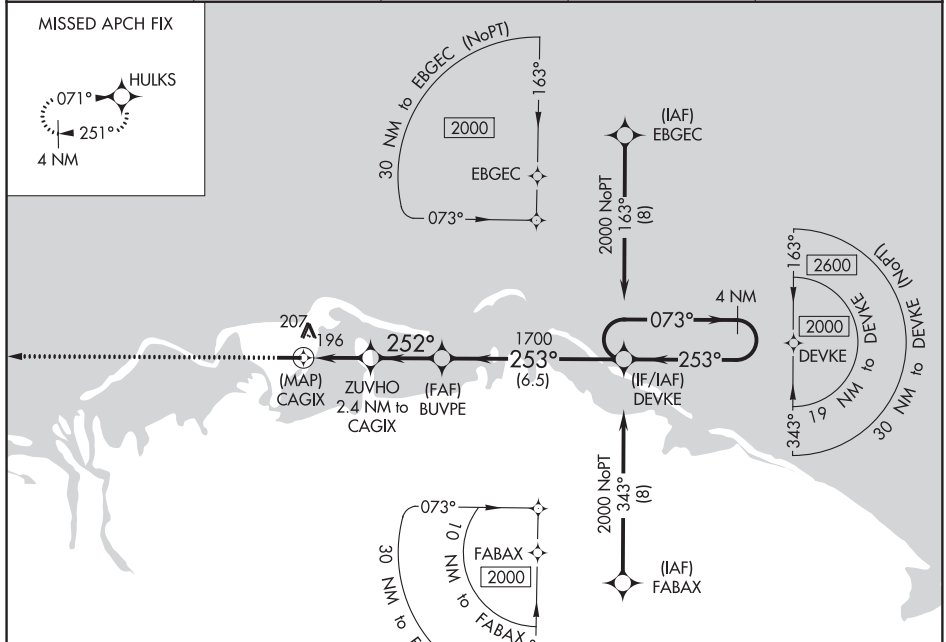 MISSED APCH FIX
HULKS
071°
251°
4 NM
30 NM to EBGEC (NoPT)
163°
2000
EBGEC
073°
(IAF)
EBGEC
2000 NoPT
163°
(8)
4 NM
073°
253°
(IF/IAF)
DEVKE
163°
2600
2000
DEVKE
343°
19 NM to DEVKE
30 NM to DEVKE (NoPT)
207
196
252°
1700
253°
(6.5)
(MAP)
CAGIX
ZUVHO
2.4 NM to
CAGIX
(FAF)
BUVPE
2000 NoPT
343°
(8)
(IAF)
FABAX
073°
FABAX
2000
10 NM to FABAX
30 NM to